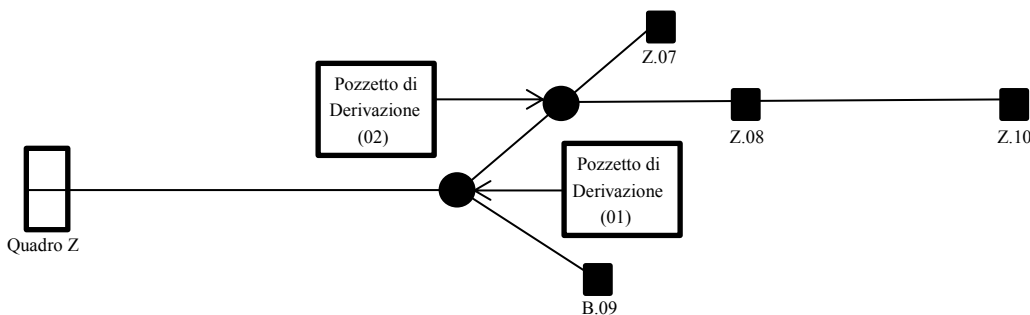 Z.07
Pozzetto di
Derivazione
(02)
Z.08
Z.10
Pozzetto di
Derivazione
(01)
Quadro Z
B.09